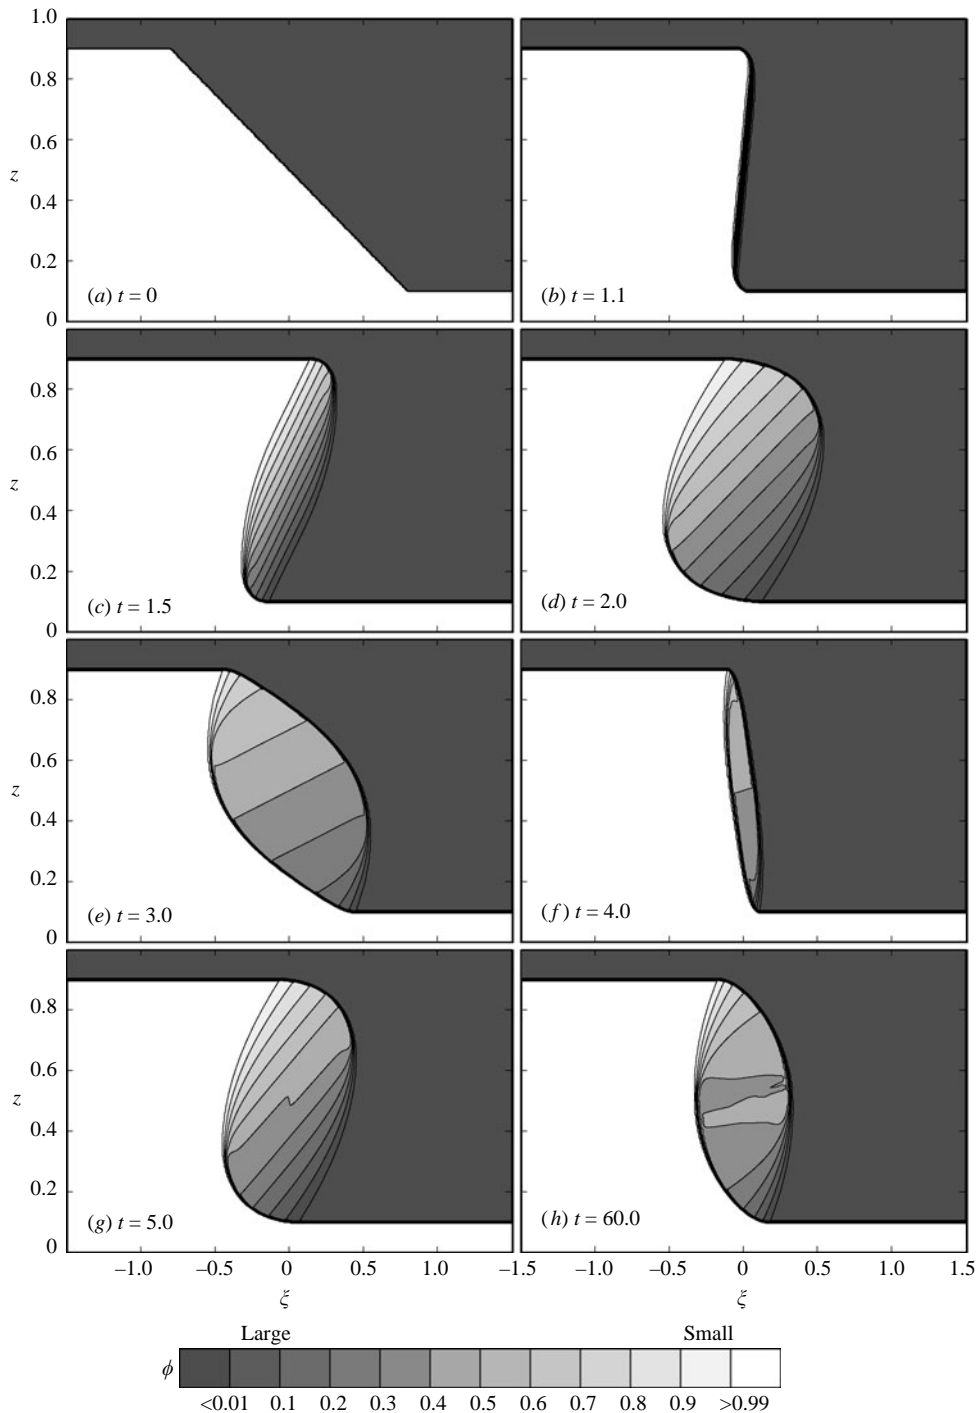 1.0
0.8
0.6
z
0.4
0.2
0
(a) t = 0
(b) t = 1.1
0.8
0.6
z
0.4
0.2
0
(c) t = 1.5
(d) t = 2.0
0.8
0.6
z
0.4
0.2
0
(e) t = 3.0
(f) t = 4.0
0.8
0.6
z
0.4
0.2
0
(g) t = 5.0
(h) t = 60.0
–1.0 –0.5 0 0.5 1.0 –1.5 –1.0 –0.5 0 0.5 1.0 1.5
ξ ξ
Large Small
ϕ
<0.01 0.1 0.2 0.3 0.4 0.5 0.6 0.7 0.8 0.9 >0.99